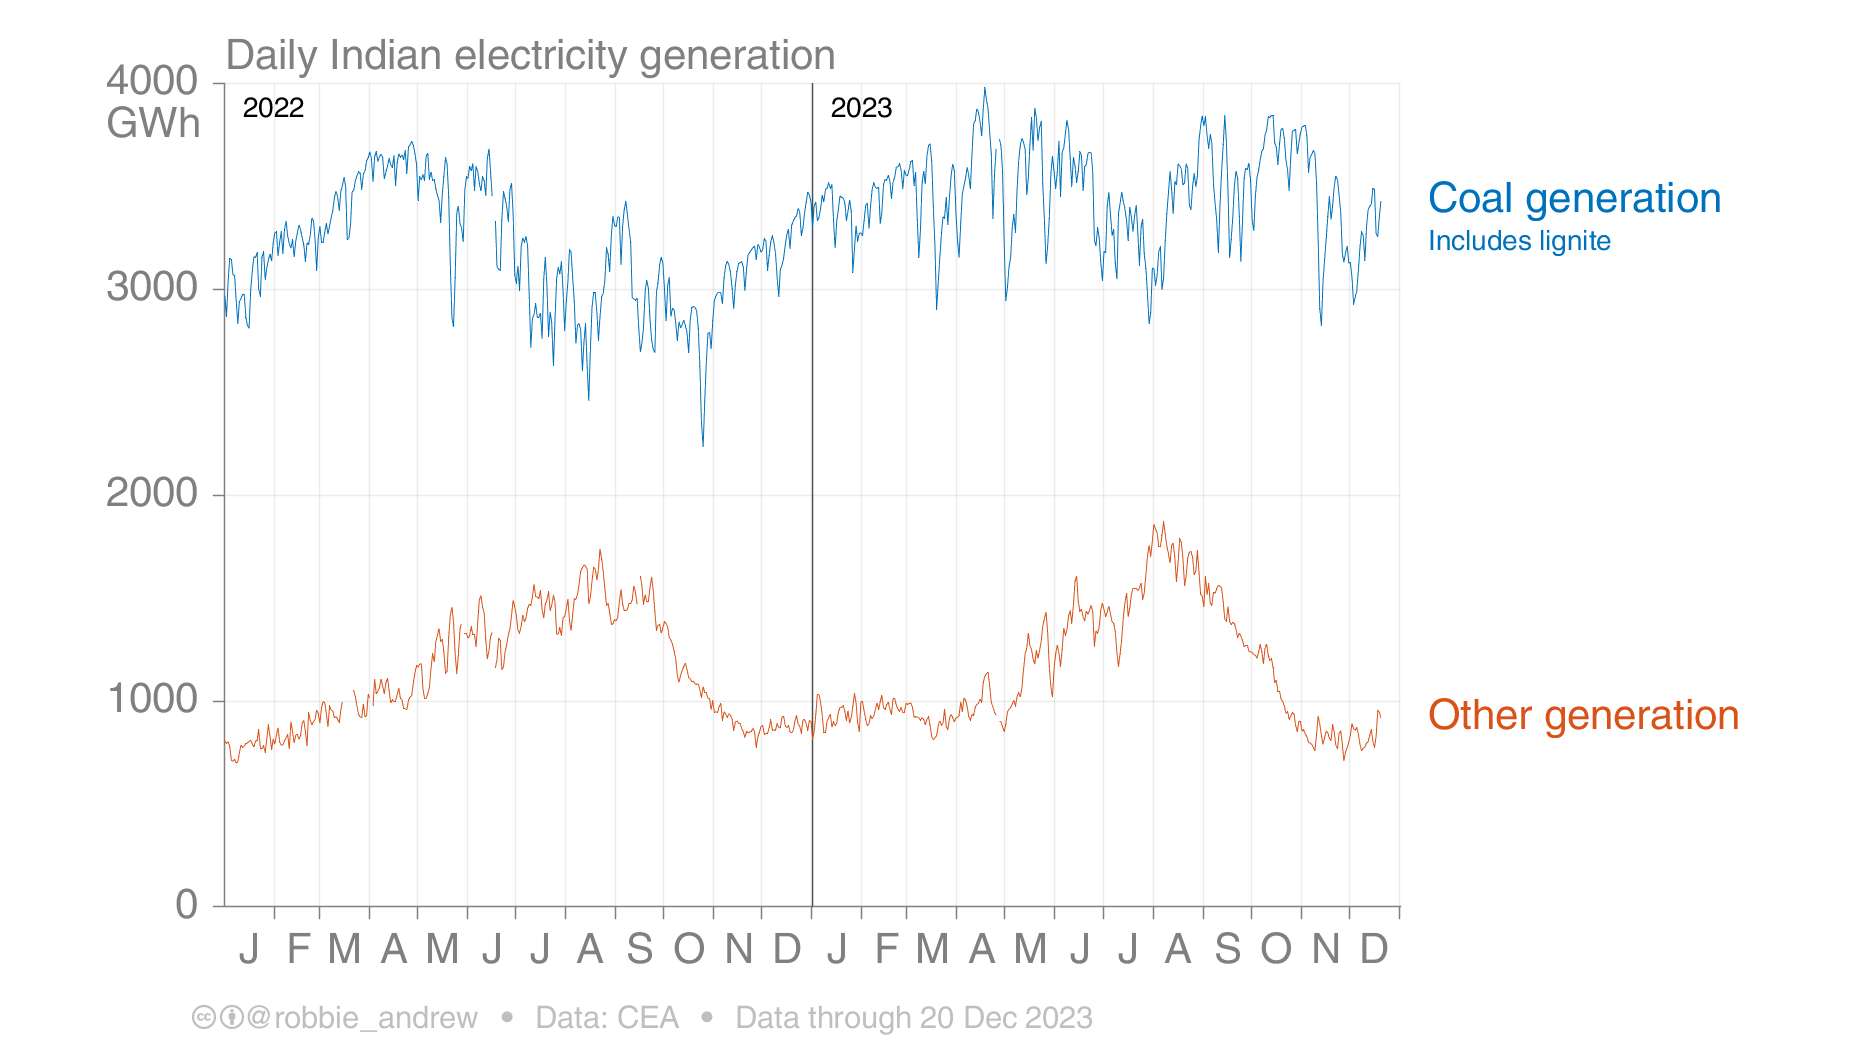 Daily Indian electricity generation
4000
GWh
2022
2023
3000
2000
1000
0
Coal generation
Includes lignite
Other generation
J F M A M J J A S O N D J F M A M J J A S O N D
@robbie_andrew • Data: CEA • Data through 20 Dec 2023